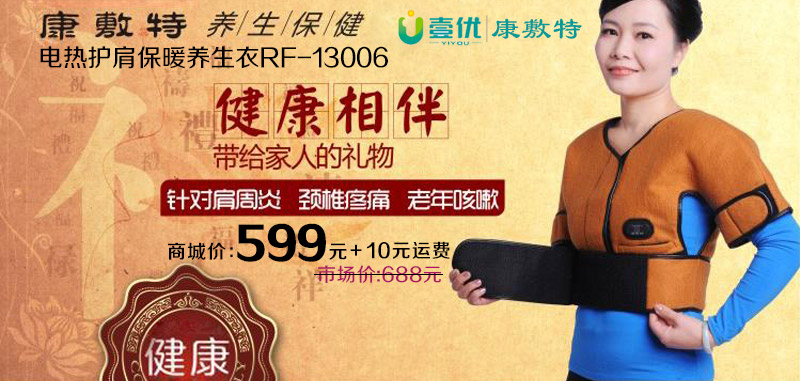 康敷特 养/生/保/健
壹优 康敷特
YIYOU
电热护肩保暖养生衣RF-13006
健康相伴
带给家人的礼物
针对肩周炎 颈椎疼痛 老年咳嗽
商城价:599元+10元运费
市场价:688元
健康